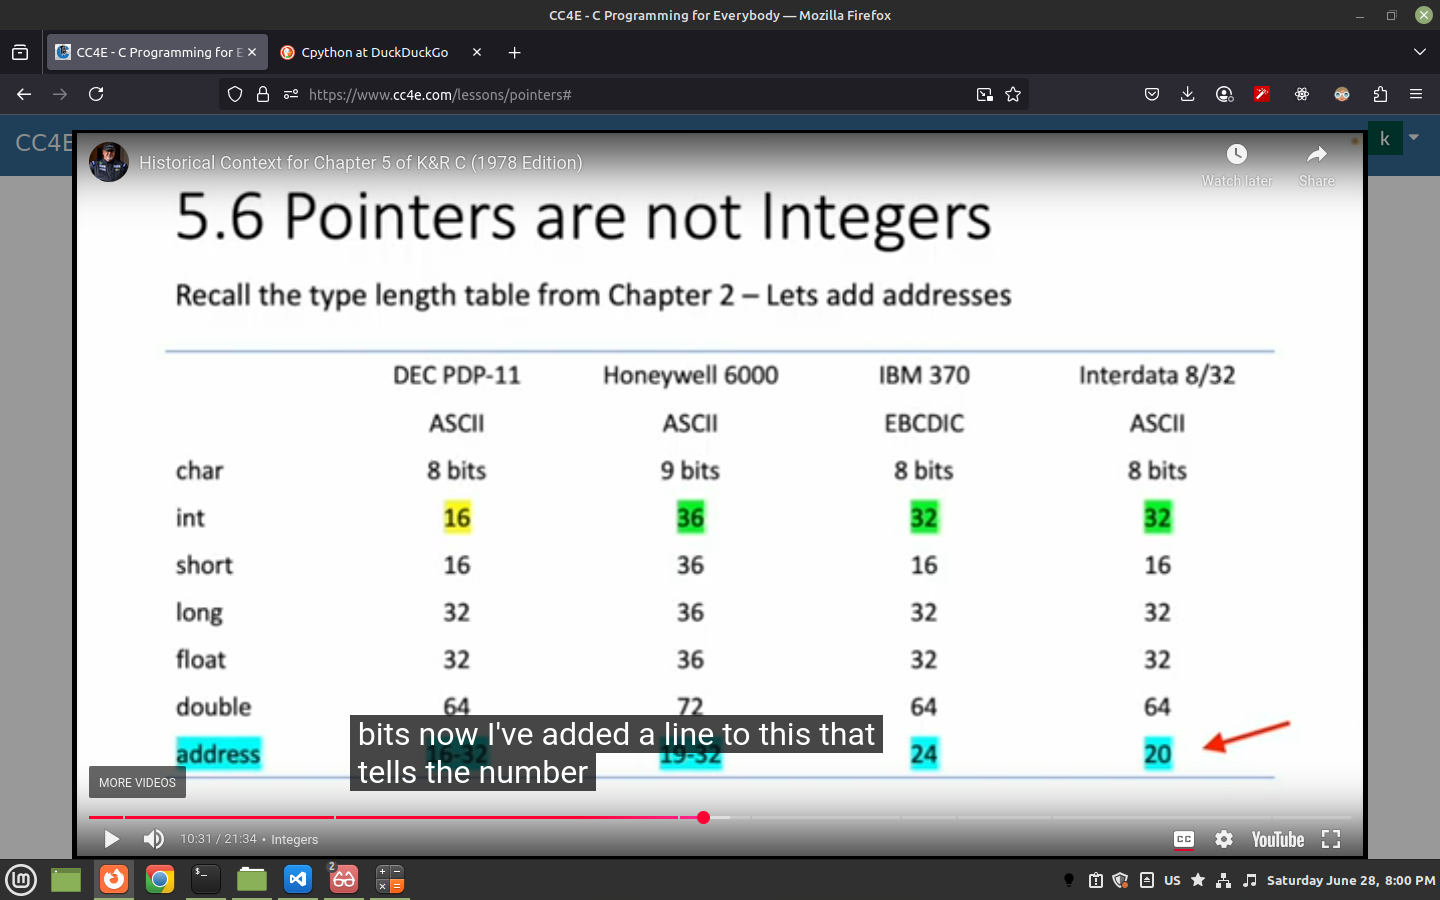 CC4E - C Programming for Everybody — Mozilla Firefox
CC4E - C Programming for E
Cpython at DuckDuckGo
https://www.cc4e.com/lessons/pointers#
CC4E
k
Historical Context for Chapter 5 of K&R C (1978 Edition)
Watch later
Share
5.6 Pointers are not Integers
Recall the type length table from Chapter 2 – Lets add addresses
DEC PDP-11 Honeywell 6000 IBM 370 Interdata 8/32
ASCII ASCII EBCDIC ASCII
char 8 bits 9 bits 8 bits 8 bits
int 16 36 32 32
short 16 36 16 16
long 32 36 32 32
float 32 36 32 32
double 64 72 64 64
address 16-32 19-32 24 20
bits now I've added a line to this that
tells the number
MORE VIDEOS
10:31 / 21:34 • Integers
CC
YouTube
lm
$_
2
US
Saturday June 28, 8:00 PM